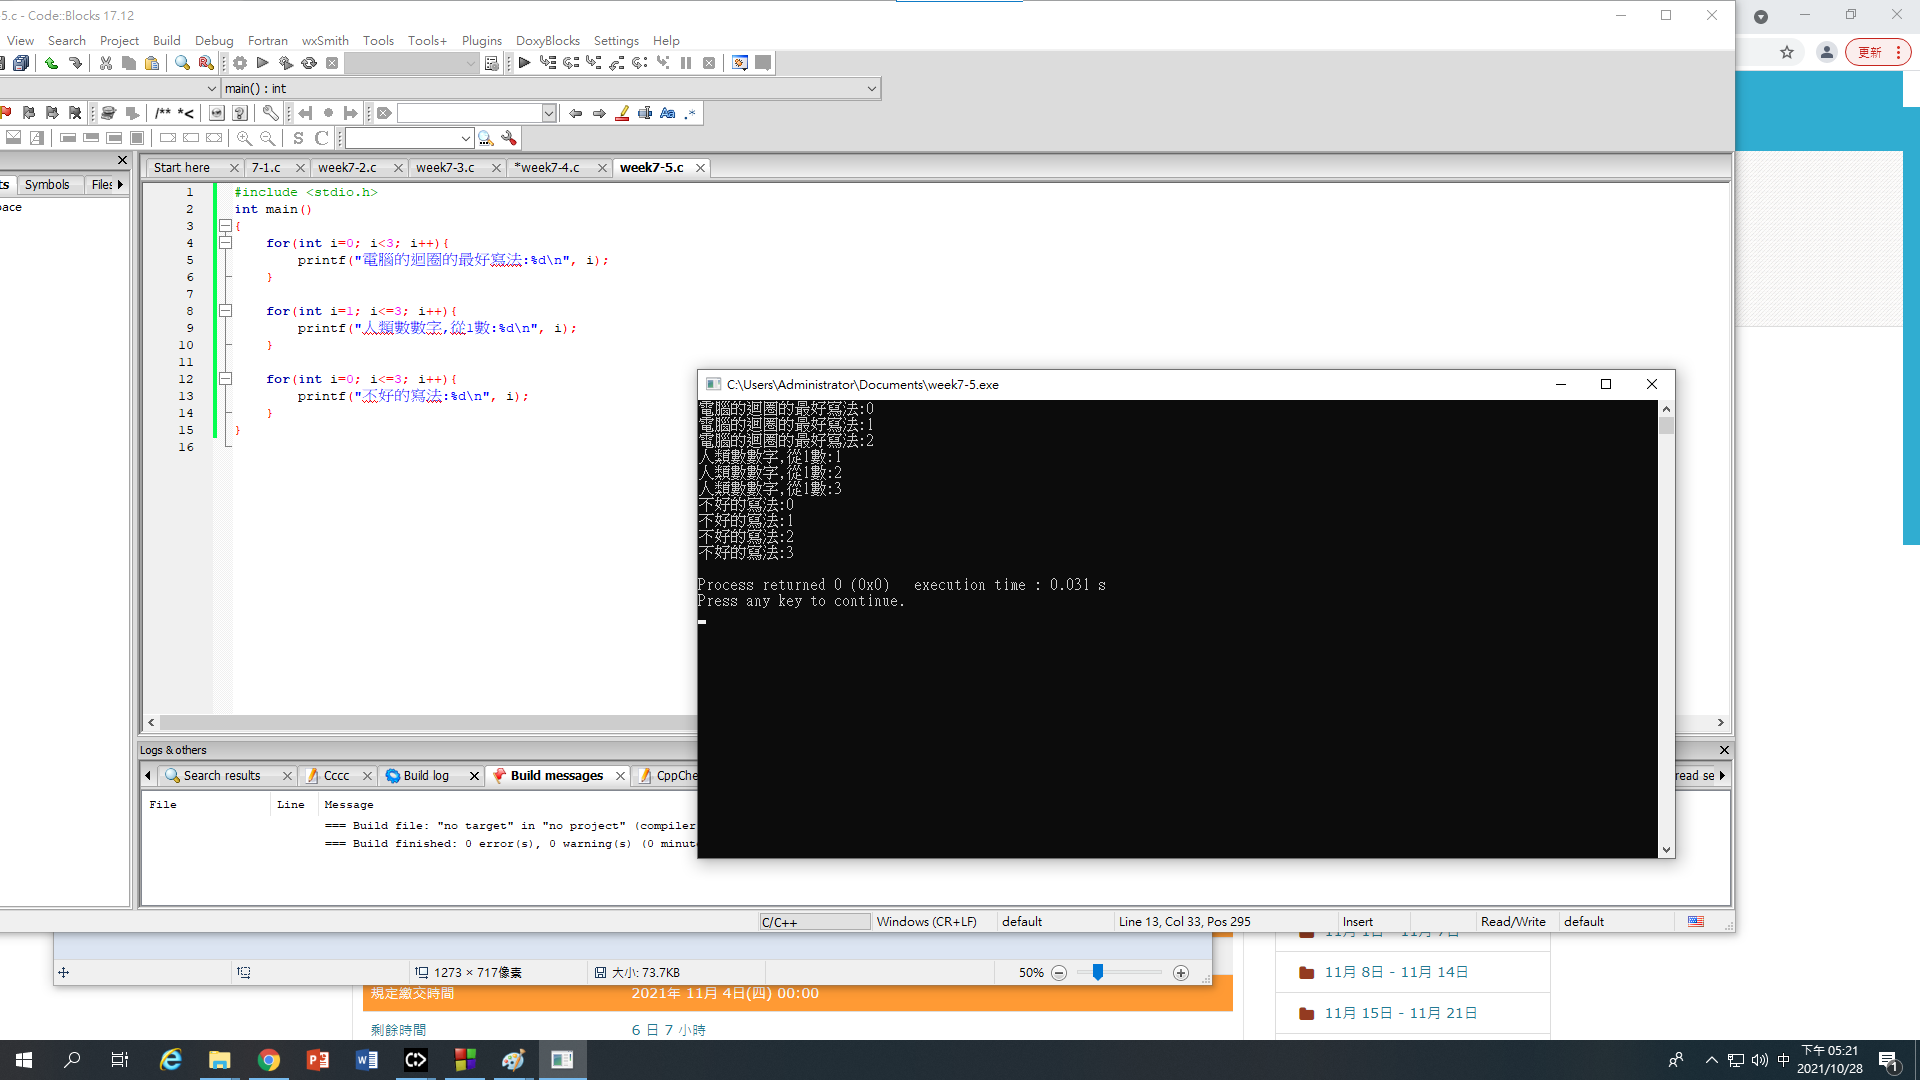 -5.c - Code::Blocks 17.12
View Search Project Build Debug Fortran wxSmith Tools Tools+ Plugins DoxyBlocks Settings Help
更新
main() : int
/** *<
S C
Symbols Files
Start here 7-1.c week7-2.c week7-3.c *week7-4.c week7-5.c
1 #include <stdio.h>
2 int main()
3 {
4 for(int i=0; i<3; i++){
5 printf("電腦的迴圈的最好寫法:%d\n", i);
6 }
7
8 for(int i=1; i<=3; i++){
9 printf("人類數數字,從1數:%d\n", i);
10 }
11
12 for(int i=0; i<=3; i++){
13 printf("不好的寫法:%d\n", i);
14 }
15 }
16
C:\Users\Administrator\Documents\week7-5.exe
電腦的迴圈的最好寫法:0
電腦的迴圈的最好寫法:1
電腦的迴圈的最好寫法:2
人類數數字,從1數:1
人類數數字,從1數:2
人類數數字,從1數:3
不好的寫法:0
不好的寫法:1
不好的寫法:2
不好的寫法:3
Process returned 0 (0x0) execution time : 0.031 s
Press any key to continue.
Logs & others
Search results Cccc Build log Build messages CppChe read se
File Line Message
=== Build file: "no target" in "no project" (compiler
=== Build finished: 0 error(s), 0 warning(s) (0 minut
C/C++ Windows (CR+LF) default Line 13, Col 33, Pos 295 Insert Read/Write default
11月 1日 - 11月 7日
1273 × 717像素 大小: 73.7KB 50%
11月 8日 - 11月 14日
規定繳交時間 2021年 11月 4日(四) 00:00
11月 15日 - 11月 21日
剩餘時間 6 日 7 小時
中 下午 05:21
2021/10/28
1